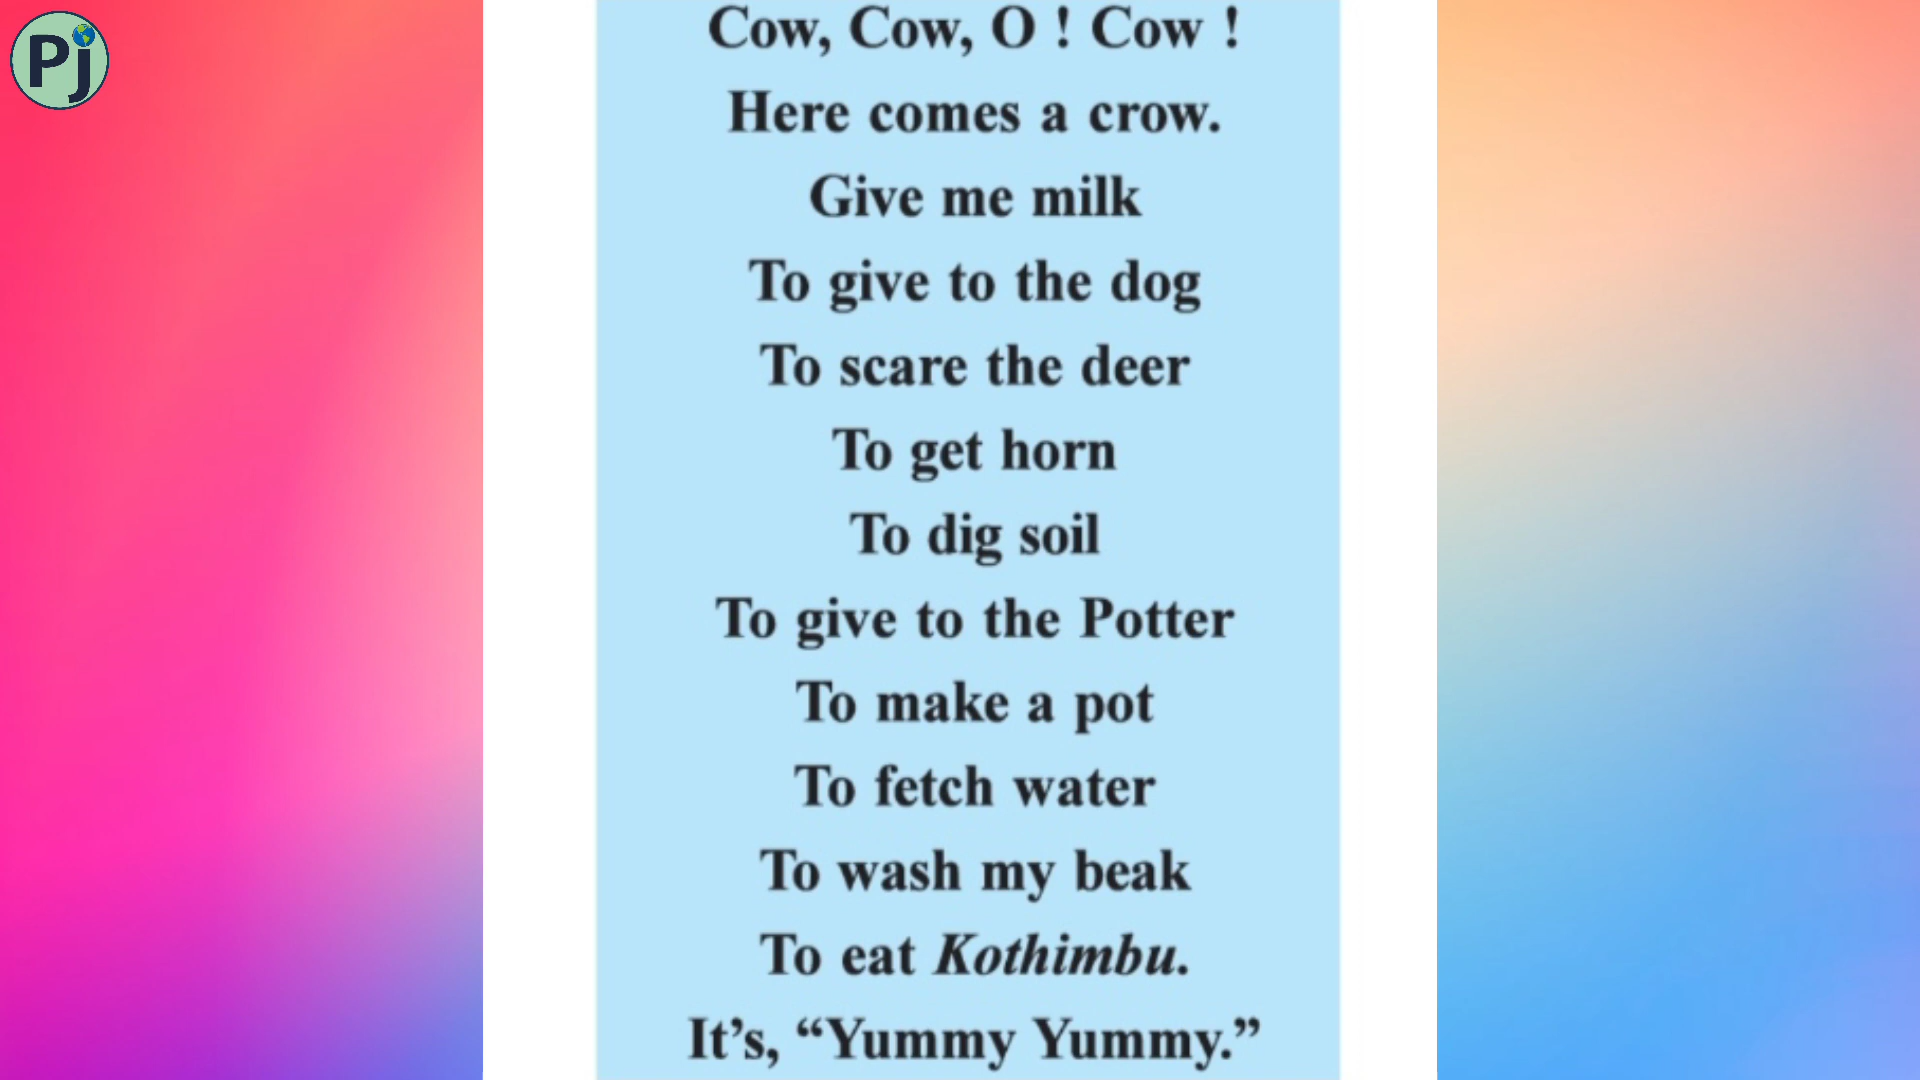 Pj
Cow, Cow, O ! Cow !
Here comes a crow.
Give me milk
To give to the dog
To scare the deer
To get horn
To dig soil
To give to the Potter
To make a pot
To fetch water
To wash my beak
To eat Kothimbu.
It’s, “Yummy Yummy.”